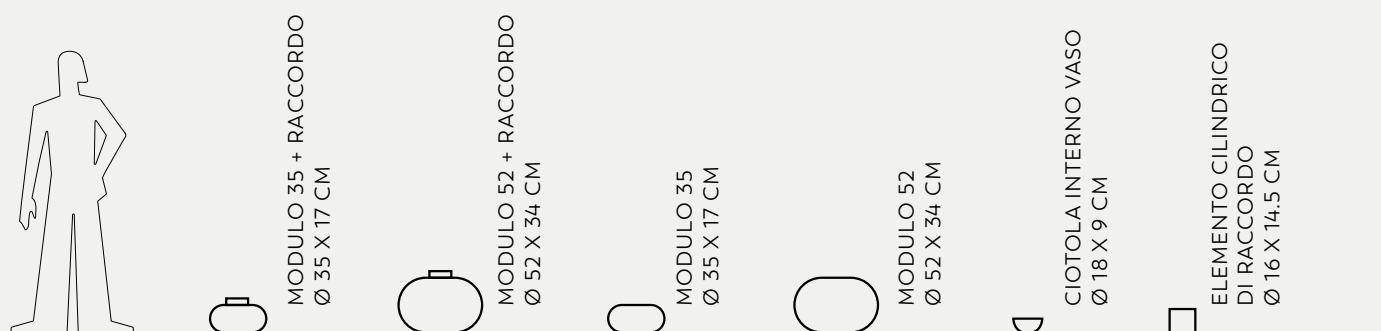 MODULO 35 + RACCORDO
Ø 35 X 17 CM
MODULO 52 + RACCORDO
Ø 52 X 34 CM
MODULO 35
Ø 35 X 17 CM
MODULO 52
Ø 52 X 34 CM
CIOTOLA INTERNO VASO
Ø 18 X 9 CM
ELEMENTO CILINDRICO
DI RACCORDO
Ø 16 X 14.5 CM